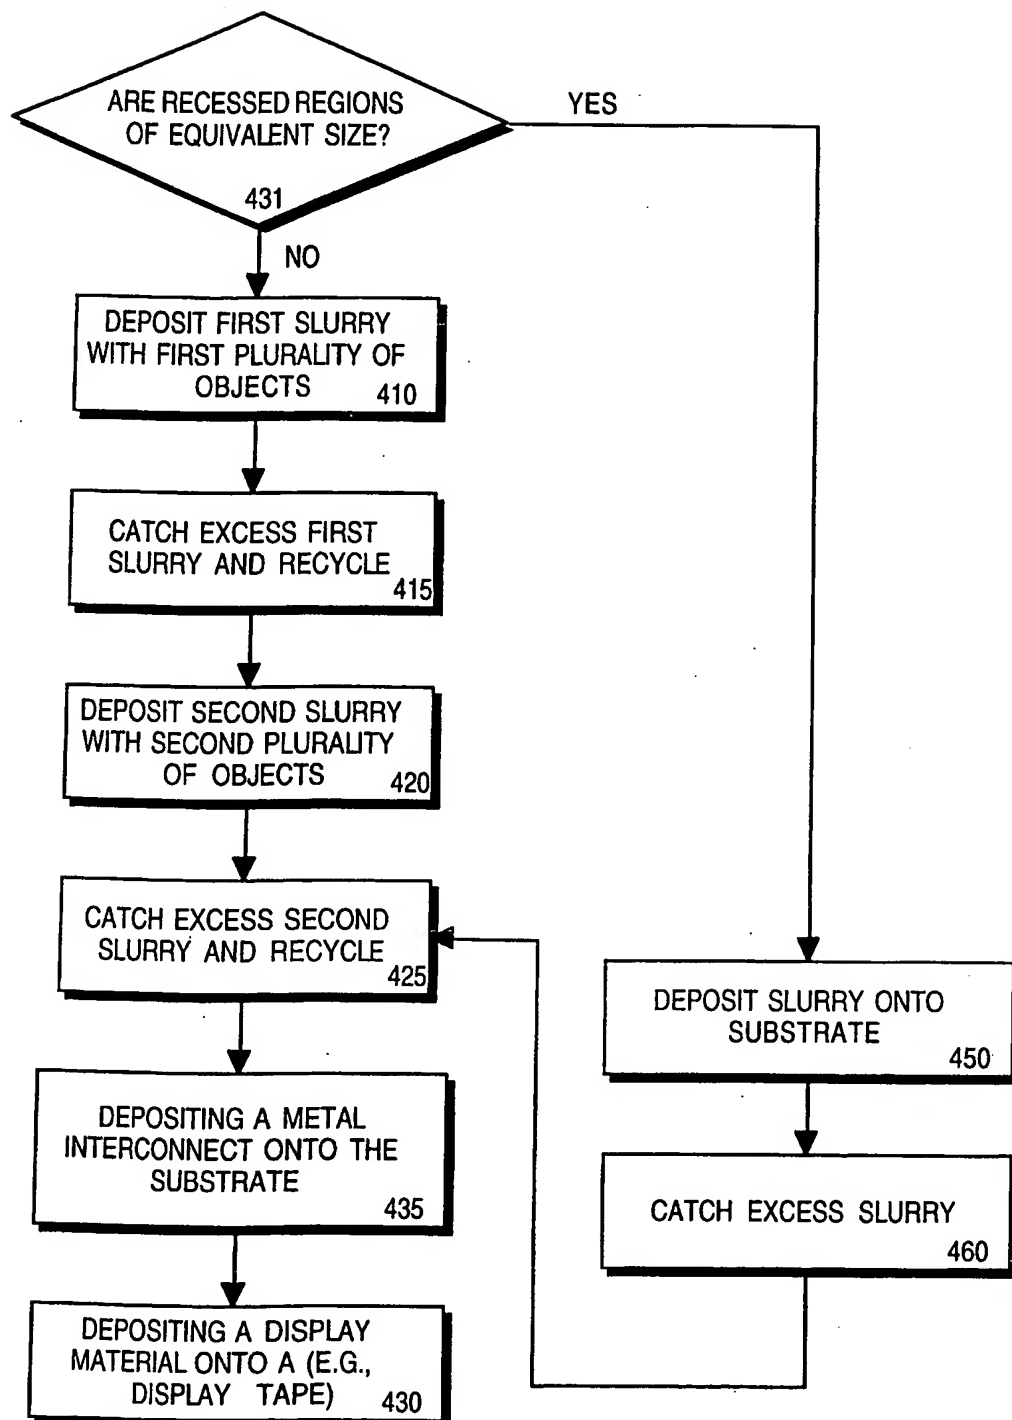 ARE RECESSED REGIONS
OF EQUIVALENT SIZE?
431
YES
NO
DEPOSIT FIRST SLURRY
WITH FIRST PLURALITY OF
OBJECTS 410
CATCH EXCESS FIRST
SLURRY AND RECYCLE
415
DEPOSIT SECOND SLURRY
WITH SECOND PLURALITY
OF OBJECTS 420
CATCH EXCESS SECOND
SLURRY AND RECYCLE
425
DEPOSITING A METAL
INTERCONNECT ONTO THE
SUBSTRATE
435
DEPOSITING A DISPLAY
MATERIAL ONTO A (E.G.,
DISPLAY TAPE) 430
DEPOSIT SLURRY ONTO
SUBSTRATE
450
CATCH EXCESS SLURRY
460